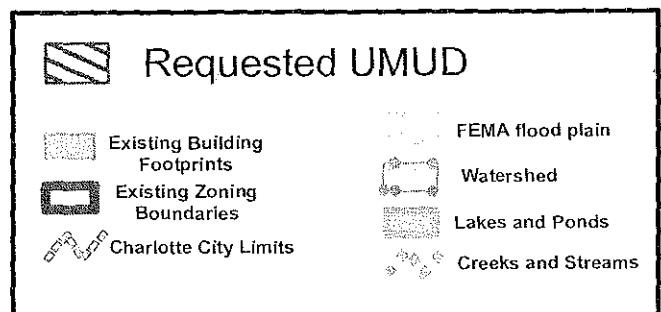 Requested UMUD
Existing Building
Footprints
Existing Zoning
Boundaries
Charlotte City Limits
FEMA flood plain
Watershed
Lakes and Ponds
Creeks and Streams